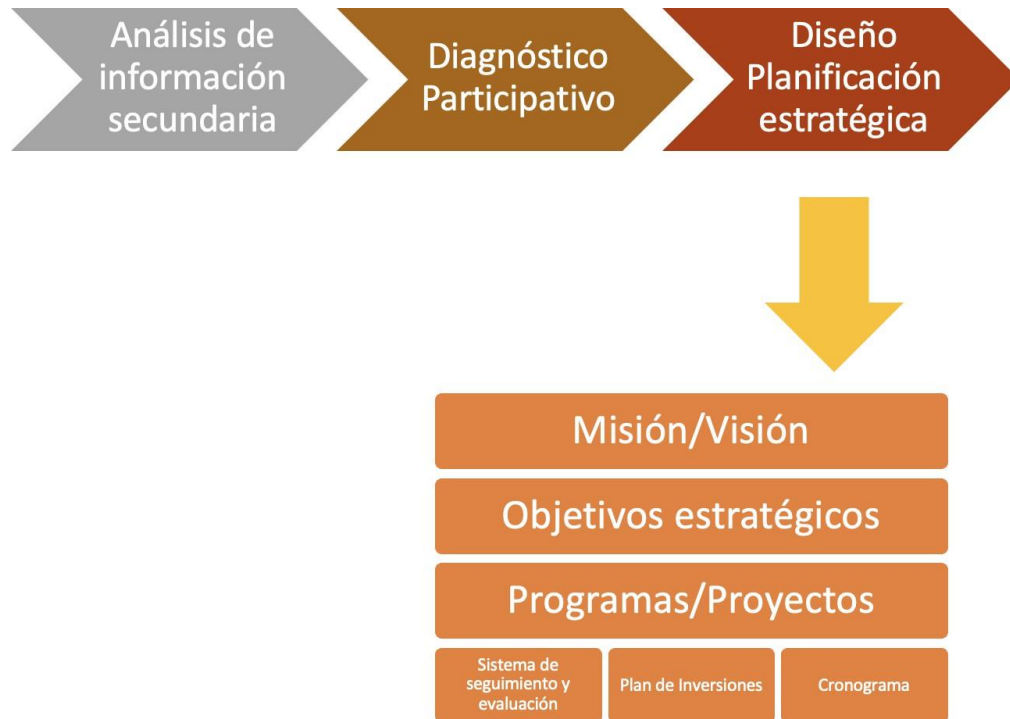 Análisis de
información
secundaria
Diagnóstico
Participativo
Diseño
Planificación
estratégica
Misión/Visión
Objetivos estratégicos
Programas/Proyectos
Sistema de
seguimiento y
evaluación
Plan de Inversiones
Cronograma